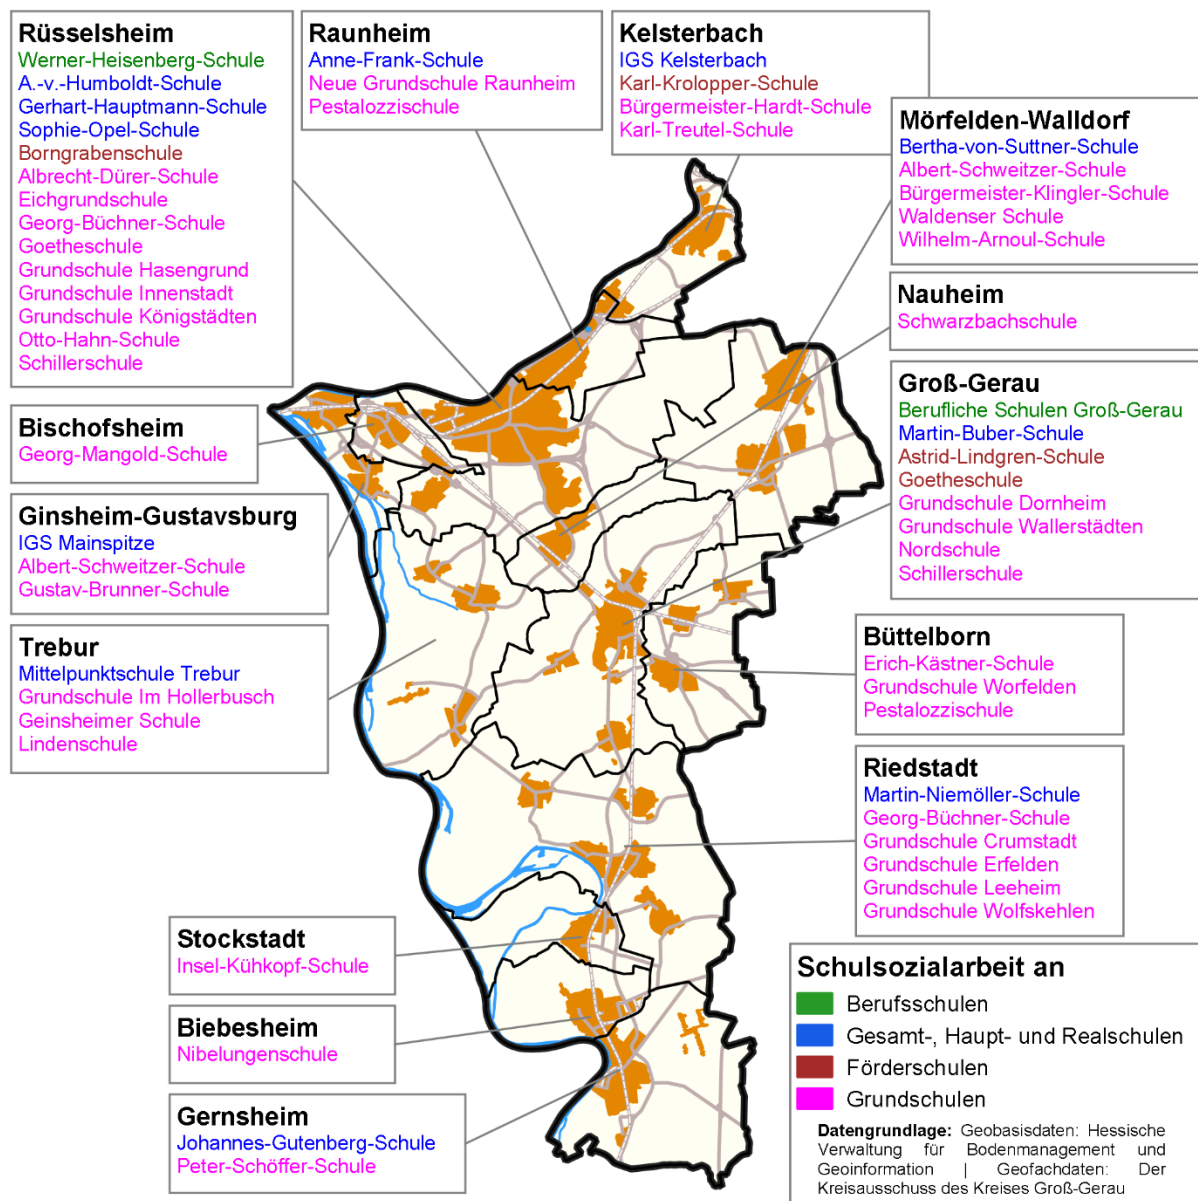 Rüsselsheim
Werner-Heisenberg-Schule
A.-v.-Humboldt-Schule
Gerhart-Hauptmann-Schule
Sophie-Opel-Schule
Borngrabenschule
Albrecht-Dürer-Schule
Eichgrundschule
Georg-Büchner-Schule
Goetheschule
Grundschule Hasengrund
Grundschule Innenstadt
Grundschule Königstädten
Otto-Hahn-Schule
Schillerschule
Raunheim
Anne-Frank-Schule
Neue Grundschule Raunheim
Pestalozzischule
Kelsterbach
IGS Kelsterbach
Karl-Krolopper-Schule
Bürgermeister-Hardt-Schule
Karl-Treutel-Schule
Mörfelden-Walldorf
Bertha-von-Suttner-Schule
Albert-Schweitzer-Schule
Bürgermeister-Klingler-Schule
Waldenser Schule
Wilhelm-Arnoul-Schule
Nauheim
Schwarzbachschule
Groß-Gerau
Berufliche Schulen Groß-Gerau
Martin-Buber-Schule
Astrid-Lindgren-Schule
Goetheschule
Grundschule Dornheim
Grundschule Wallerstädten
Nordschule
Schillerschule
Bischofsheim
Georg-Mangold-Schule
Ginsheim-Gustavsburg
IGS Mainspitze
Albert-Schweitzer-Schule
Gustav-Brunner-Schule
Trebur
Mittelpunktschule Trebur
Grundschule Im Hollerbusch
Geinsheimer Schule
Lindenschule
Büttelborn
Erich-Kästner-Schule
Grundschule Worfelden
Pestalozzischule
Riedstadt
Martin-Niemöller-Schule
Georg-Büchner-Schule
Grundschule Crumstadt
Grundschule Erfelden
Grundschule Leeheim
Grundschule Wolfskehlen
Stockstadt
Insel-Kühkopf-Schule
Biebesheim
Nibelungenschule
Gernsheim
Johannes-Gutenberg-Schule
Peter-Schöffer-Schule
Schulsozialarbeit an
Berufsschulen
Gesamt-, Haupt- und Realschulen
Förderschulen
Grundschulen
Datengrundlage: Geobasisdaten: Hessische
Verwaltung für Bodenmanagement und
Geoinformation | Geofachdaten: Der
Kreisausschuss des Kreises Groß-Gerau